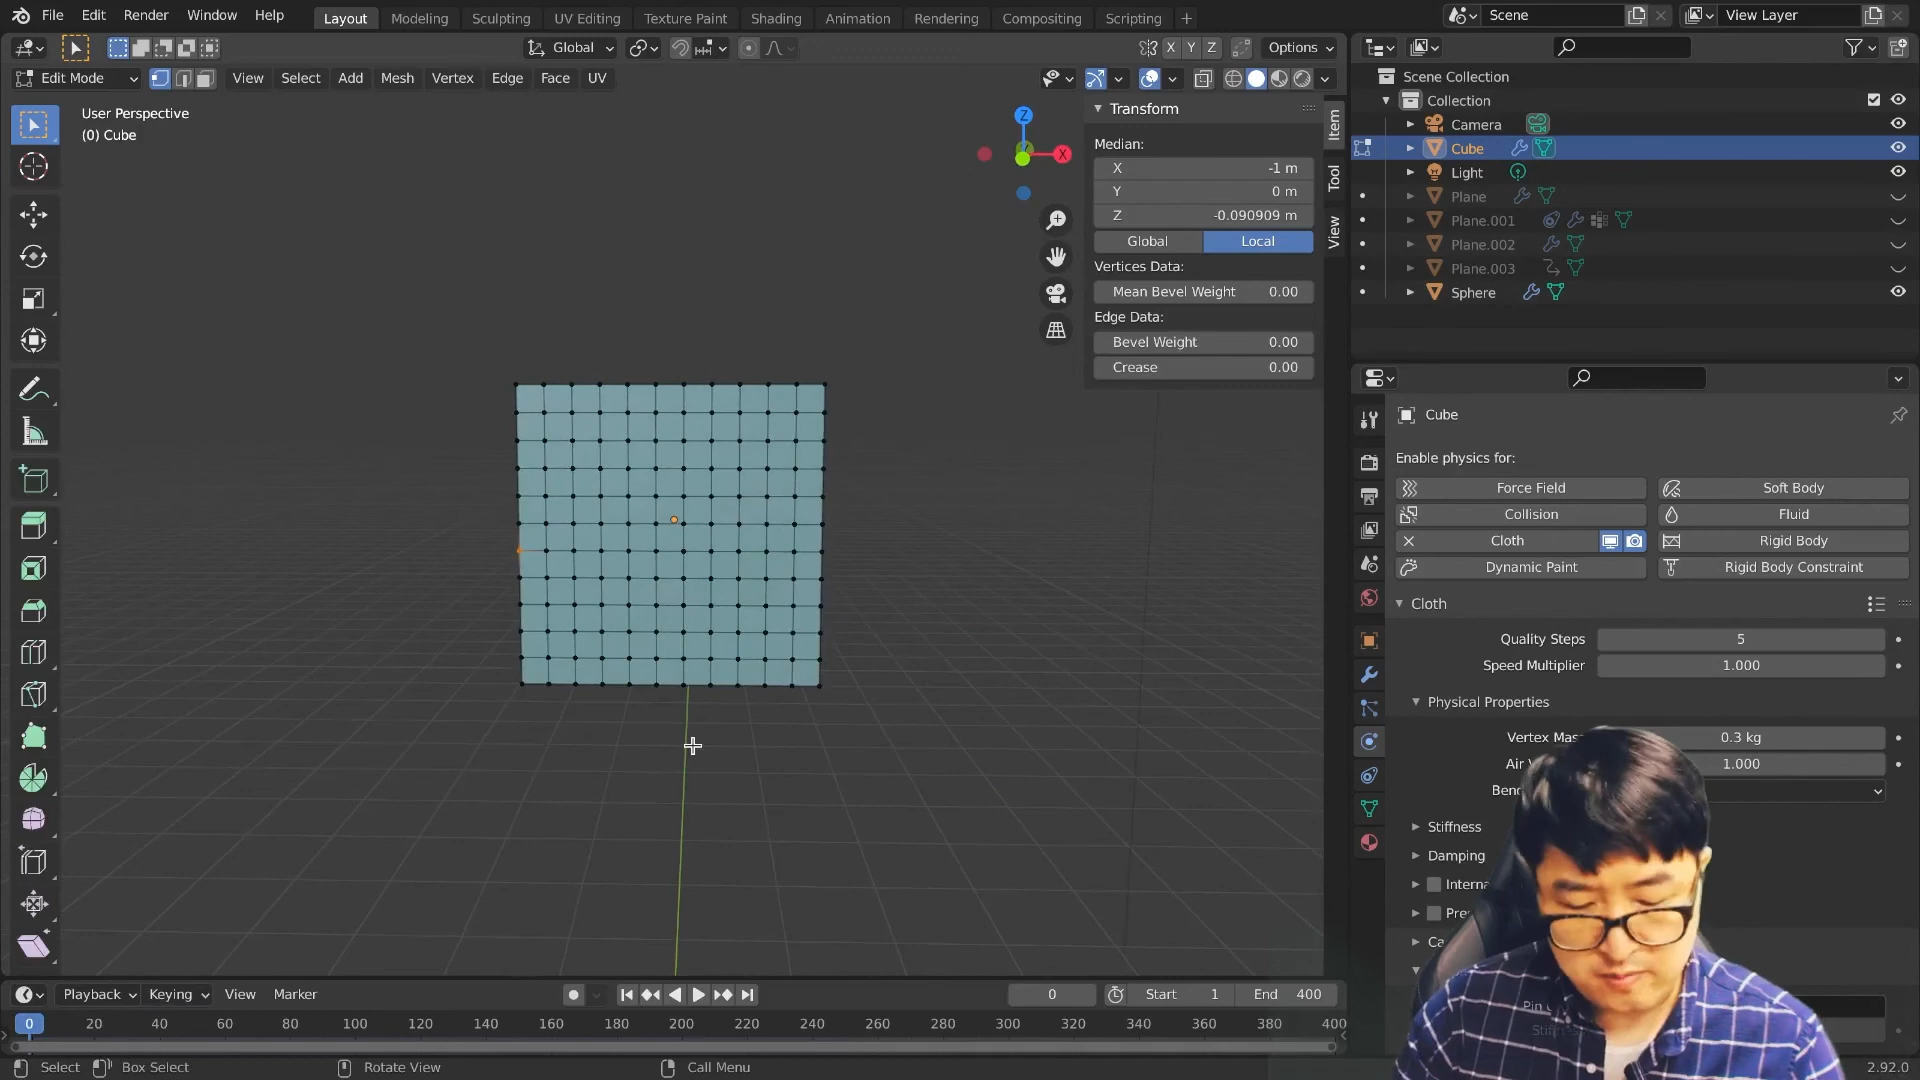 File Edit Render Window Help Layout Modeling Sculpting UV Editing Texture Paint Shading Animation Rendering Compositing Scripting + Scene View Layer
Global X Y Z Options
Edit Mode View Select Add Mesh Vertex Edge Face UV
User Perspective
(0) Cube
Z
X
Transform
Median:
X -1 m
Y 0 m
Z -0.090909 m
Global Local
Vertices Data:
Mean Bevel Weight 0.00
Edge Data:
Bevel Weight 0.00
Crease 0.00
Item
Tool
View
Scene Collection
Collection
Camera
Cube
Light
Plane
Plane.001
Plane.002
Plane.003
Sphere
Cube
Enable physics for:
Force Field Soft Body
Collision Fluid
Cloth Rigid Body
Dynamic Paint Rigid Body Constraint
Cloth
Quality Steps 5
Speed Multiplier 1.000
Physical Properties
Vertex Mas 0.3 kg
Air 1.000
Stiffness
Damping
Playback Keying View Marker 0 Start 1 End 400
0 20 40 60 80 100 120 140 160 180 200 220 240 260 280 300 320 340 360 380 400
Select Box Select Rotate View Call Menu 2.92.0